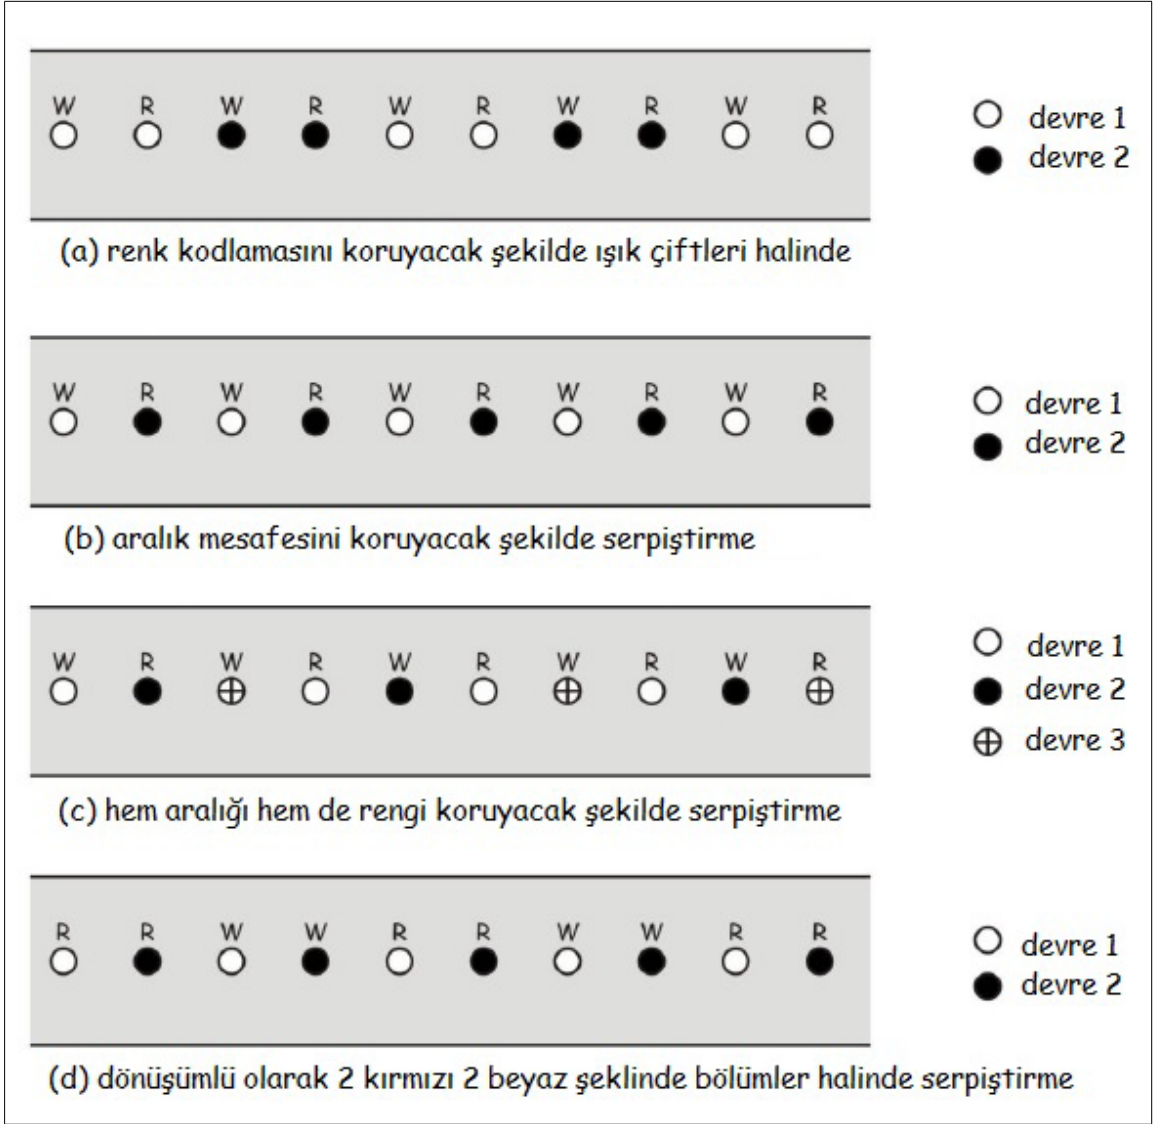 W R W R W R W R W R
devre 1
devre 2
(a) renk kodlamasını koruyacak şekilde ışık çiftleri halinde
W R W R W R W R W R
devre 1
devre 2
(b) aralık mesafesini koruyacak şekilde serpiştirme
W R W R W R W R W R
devre 1
devre 2
devre 3
(c) hem aralığı hem de rengi koruyacak şekilde serpiştirme
R R W W R R W W R R
devre 1
devre 2
(d) dönüşümlü olarak 2 kırmızı 2 beyaz şeklinde bölümler halinde serpiştirme